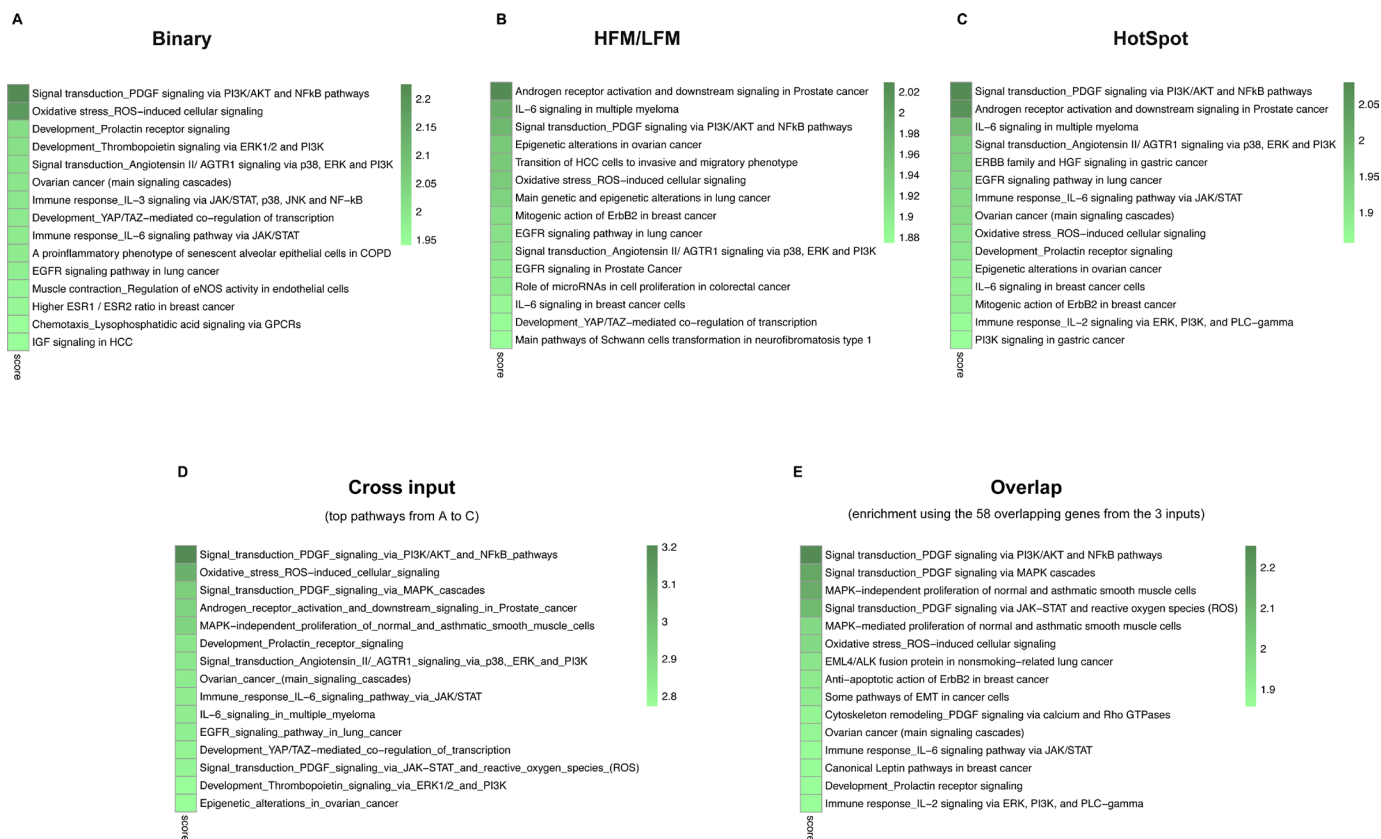 A
Binary
Signal transduction_PDGF signaling via PI3K/AKT and NFkB pathways
Oxidative stress_ROS−induced cellular signaling
Development_Prolactin receptor signaling
Development_Thrombopoietin signaling via ERK1/2 and PI3K
Signal transduction_Angiotensin II/ AGTR1 signaling via p38, ERK and PI3K
Ovarian cancer (main signaling cascades)
Immune response_IL−3 signaling via JAK/STAT, p38, JNK and NF−kB
Development_YAP/TAZ−mediated co−regulation of transcription
Immune response_IL−6 signaling pathway via JAK/STAT
A proinflammatory phenotype of senescent alveolar epithelial cells in COPD
EGFR signaling pathway in lung cancer
Muscle contraction_Regulation of eNOS activity in endothelial cells
Higher ESR1 / ESR2 ratio in breast cancer
Chemotaxis_Lysophosphatidic acid signaling via GPCRs
IGF signaling in HCC
score
2.2
2.15
2.1
2.05
2
1.95
B
HFM/LFM
Androgen receptor activation and downstream signaling in Prostate cancer
IL−6 signaling in multiple myeloma
Signal transduction_PDGF signaling via PI3K/AKT and NFkB pathways
Epigenetic alterations in ovarian cancer
Transition of HCC cells to invasive and migratory phenotype
Oxidative stress_ROS−induced cellular signaling
Main genetic and epigenetic alterations in lung cancer
Mitogenic action of ErbB2 in breast cancer
EGFR signaling pathway in lung cancer
Signal transduction_Angiotensin II/ AGTR1 signaling via p38, ERK and PI3K
EGFR signaling in Prostate Cancer
Role of microRNAs in cell proliferation in colorectal cancer
IL−6 signaling in breast cancer cells
Development_YAP/TAZ−mediated co−regulation of transcription
Main pathways of Schwann cells transformation in neurofibromatosis type 1
score
2.02
2
1.98
1.96
1.94
1.92
1.9
1.88
C
HotSpot
Signal transduction_PDGF signaling via PI3K/AKT and NFkB pathways
Androgen receptor activation and downstream signaling in Prostate cancer
IL−6 signaling in multiple myeloma
Signal transduction_Angiotensin II/ AGTR1 signaling via p38, ERK and PI3K
ERBB family and HGF signaling in gastric cancer
EGFR signaling pathway in lung cancer
Immune response_IL−6 signaling pathway via JAK/STAT
Ovarian cancer (main signaling cascades)
Oxidative stress_ROS−induced cellular signaling
Development_Prolactin receptor signaling
Epigenetic alterations in ovarian cancer
IL−6 signaling in breast cancer cells
Mitogenic action of ErbB2 in breast cancer
Immune response_IL−2 signaling via ERK, PI3K, and PLC−gamma
PI3K signaling in gastric cancer
score
2.05
2
1.95
1.9
D
Cross input
(top pathways from A to C)
Signal_transduction_PDGF_signaling_via_PI3K/AKT_and_NFkB_pathways
Oxidative_stress_ROS−induced_cellular_signaling
Signal_transduction_PDGF_signaling_via_MAPK_cascades
Androgen_receptor_activation_and_downstream_signaling_in_Prostate_cancer
MAPK−independent_proliferation_of_normal_and_asthmatic_smooth_muscle_cells
Development_Prolactin_receptor_signaling
Signal_transduction_Angiotensin_II/_AGTR1_signaling_via_p38,_ERK_and_PI3K
Ovarian_cancer_(main_signaling_cascades)
Immune_response_IL−6_signaling_pathway_via_JAK/STAT
IL−6_signaling_in_multiple_myeloma
EGFR_signaling_pathway_in_lung_cancer
Development_YAP/TAZ−mediated_co−regulation_of_transcription
Signal_transduction_PDGF_signaling_via_JAK−STAT_and_reactive_oxygen_species_(ROS)
Development_Thrombopoietin_signaling_via_ERK1/2_and_PI3K
Epigenetic_alterations_in_ovarian_cancer
score
3.2
3.1
3
2.9
2.8
E
Overlap
(enrichment using the 58 overlapping genes from the 3 inputs)
Signal transduction_PDGF signaling via PI3K/AKT and NFkB pathways
Signal transduction_PDGF signaling via MAPK cascades
MAPK−independent proliferation of normal and asthmatic smooth muscle cells
Signal transduction_PDGF signaling via JAK−STAT and reactive oxygen species (ROS)
MAPK−mediated proliferation of normal and asthmatic smooth muscle cells
Oxidative stress_ROS−induced cellular signaling
EML4/ALK fusion protein in nonsmoking−related lung cancer
Anti−apoptotic action of ErbB2 in breast cancer
Some pathways of EMT in cancer cells
Cytoskeleton remodeling_PDGF signaling via calcium and Rho GTPases
Ovarian cancer (main signaling cascades)
Immune response_IL−6 signaling pathway via JAK/STAT
Canonical Leptin pathways in breast cancer
Development_Prolactin receptor signaling
Immune response_IL−2 signaling via ERK, PI3K, and PLC−gamma
score
2.2
2.1
2
1.9